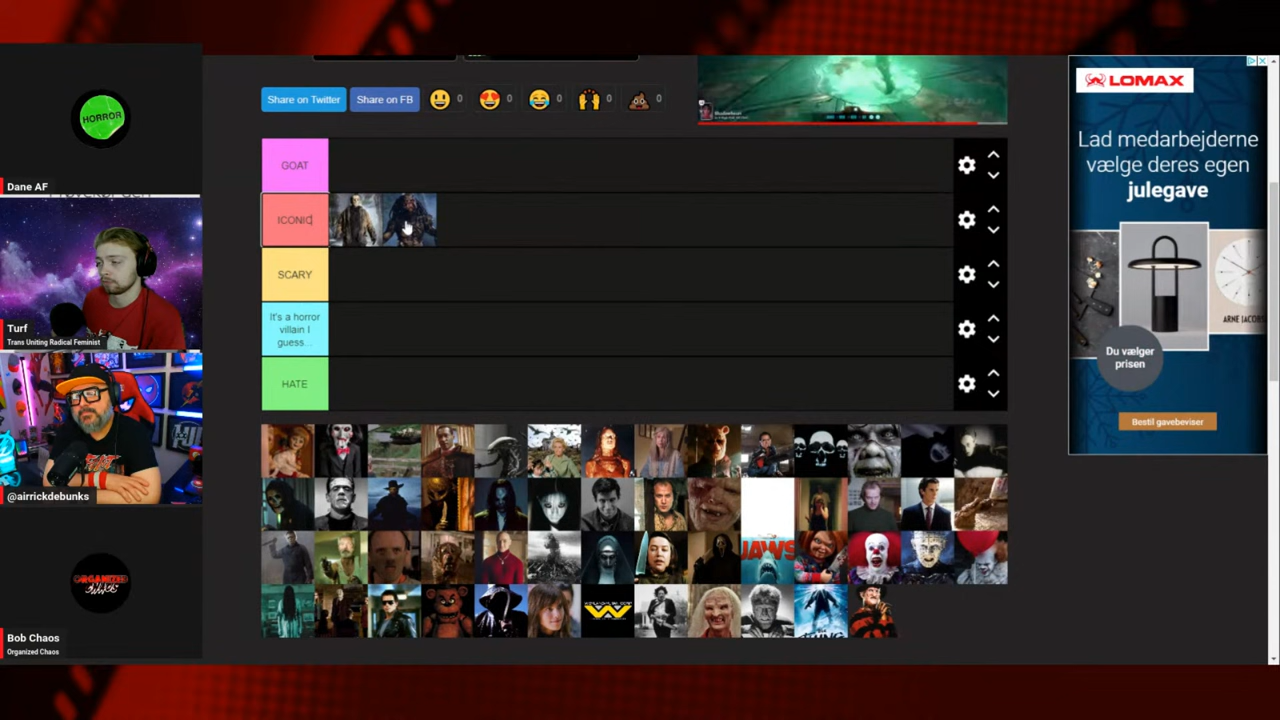 HORROR
Dane AF
Turf
Trans Uniting Radical Feminist
@airrickdebunks
ORGANIZED
Bob Chaos
Organized Chaos
Share on Twitter
Share on FB
0
0
0
0
0
GOAT
ICONIC
SCARY
It's a horror
villain I
guess...
HATE
JAWS
THING
LOMAX
Lad medarbejderne
vælge deres egen
julegave
ARNE JACOBS
Du vælger
prisen
Bestil gavebeviser